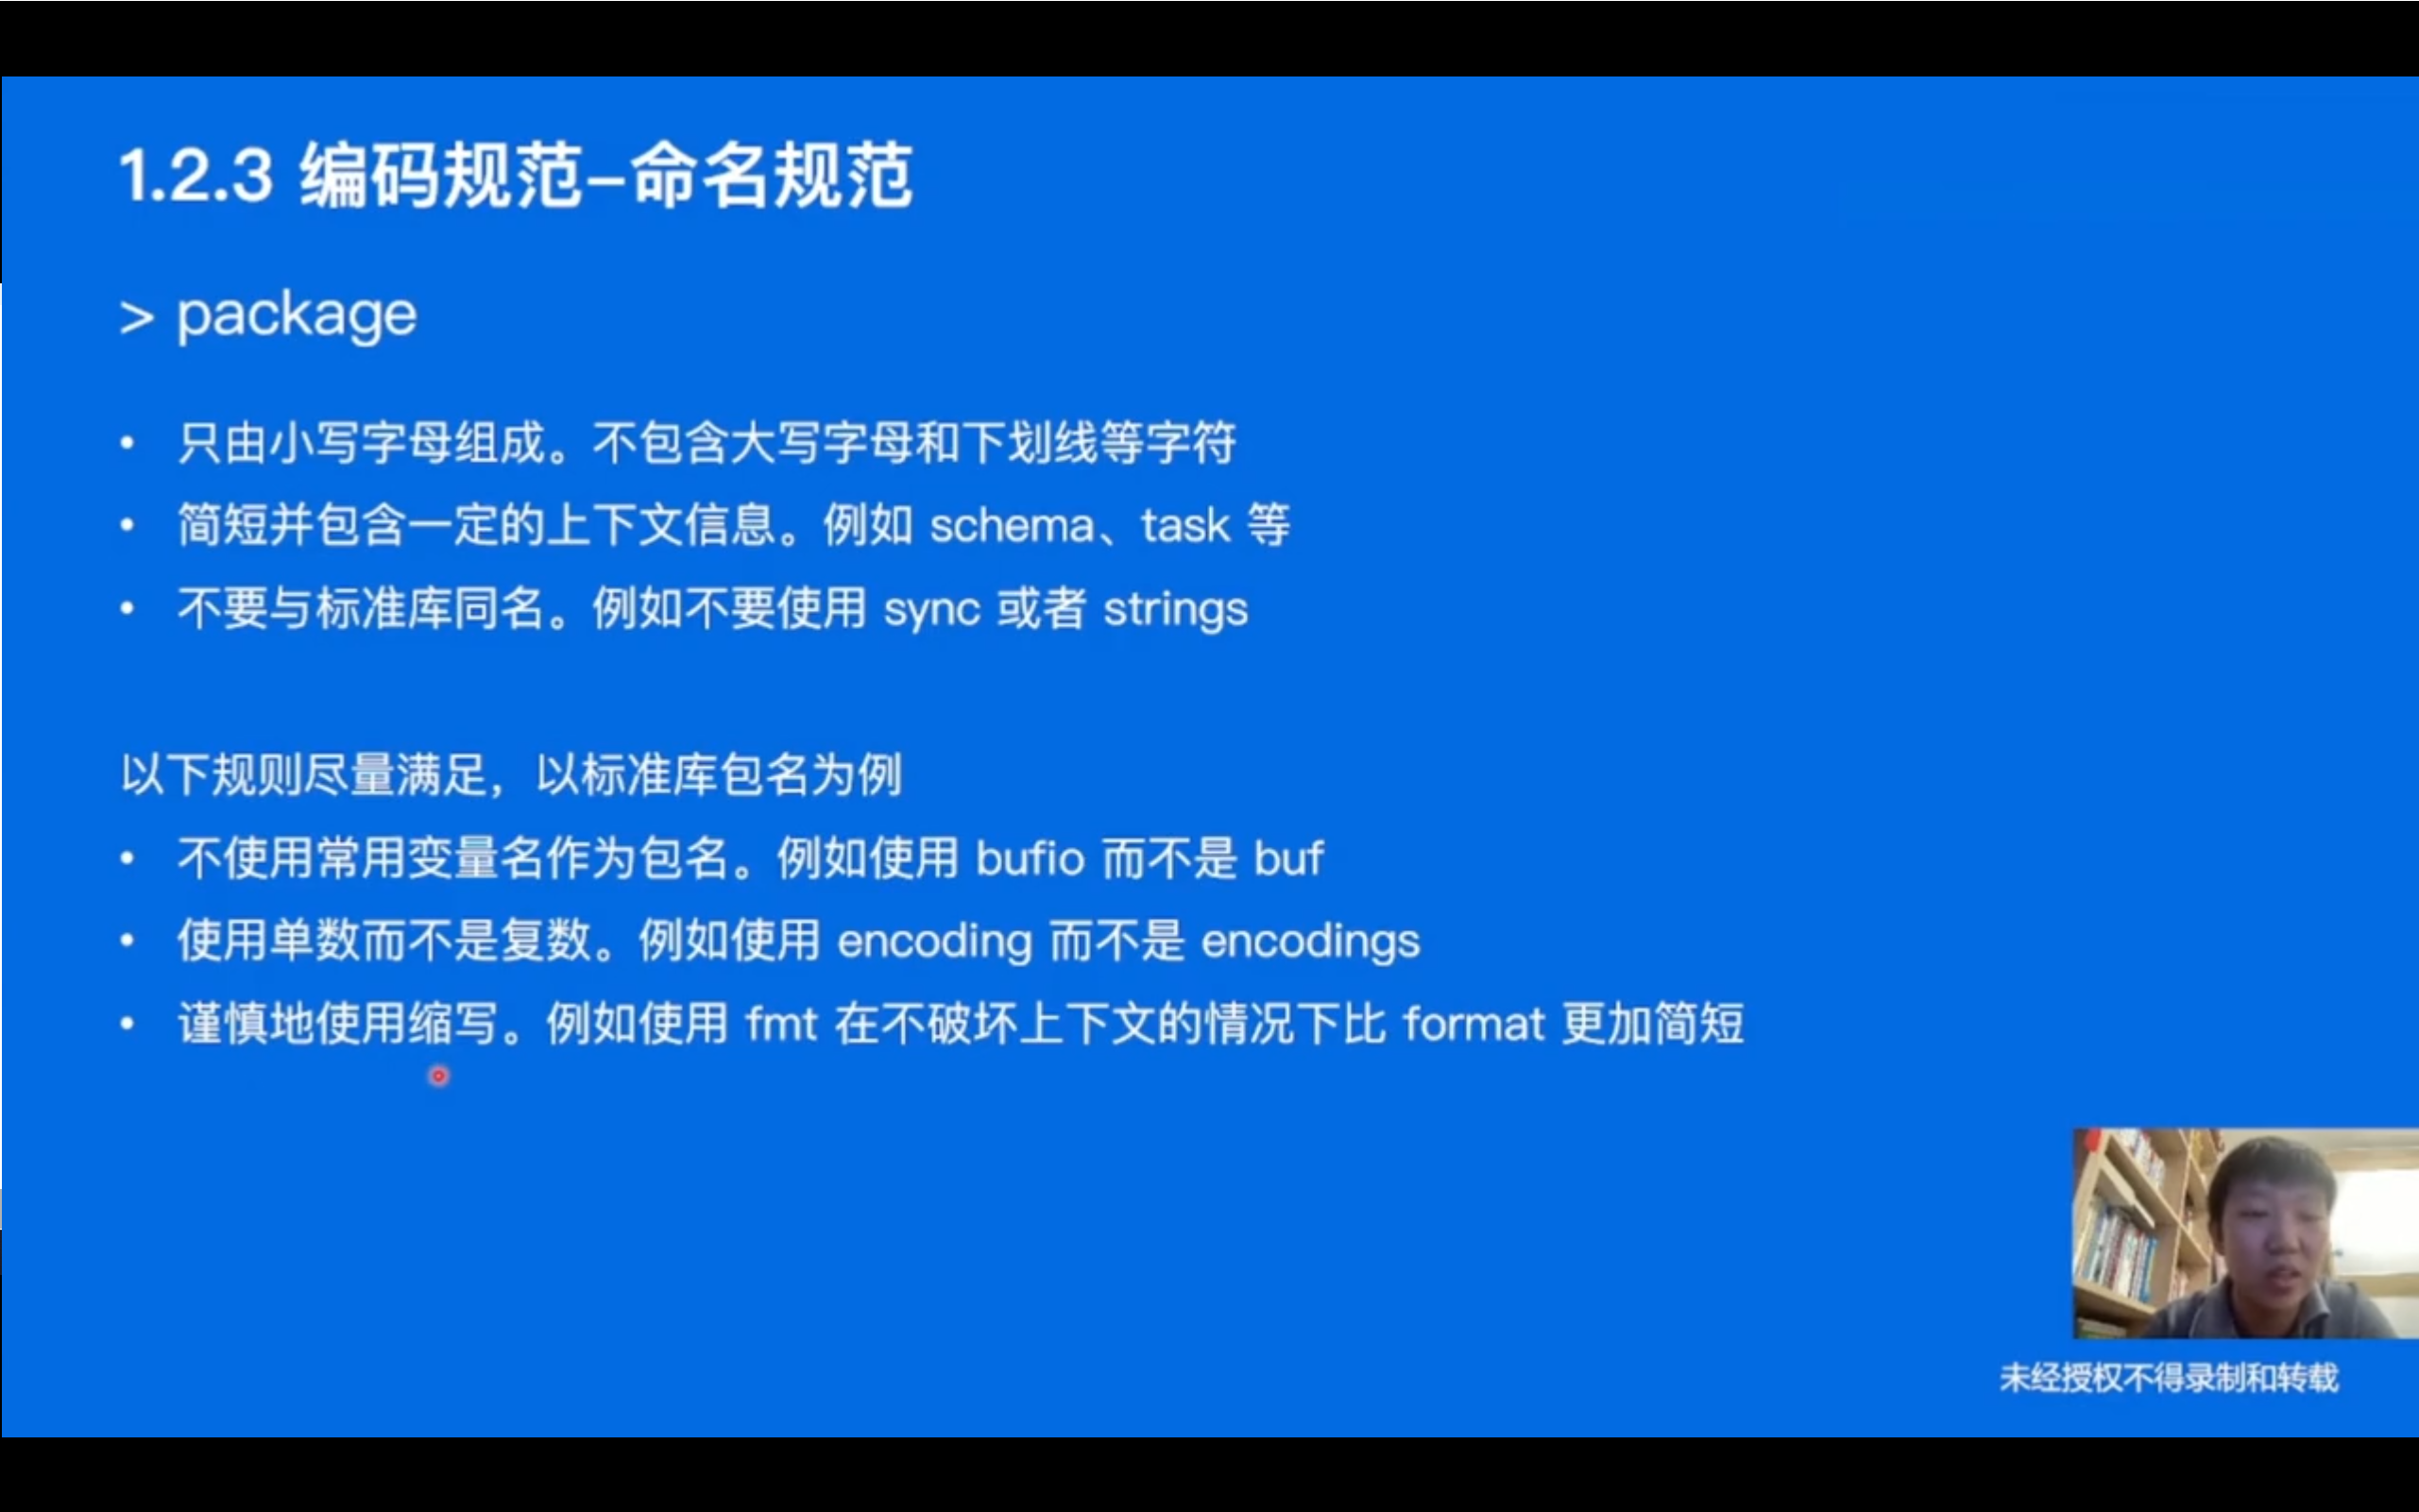 1.2.3 编码规范–命名规范
> package
• 只由小写字母组成。不包含大写字母和下划线等字符
• 简短并包含一定的上下文信息。例如 schema、task 等
• 不要与标准库同名。例如不要使用 sync 或者 strings
以下规则尽量满足，以标准库包名为例
• 不使用常用变量名作为包名。例如使用 bufio 而不是 buf
• 使用单数而不是复数。例如使用 encoding 而不是 encodings
• 谨慎地使用缩写。例如使用 fmt 在不破坏上下文的情况下比 format 更加简短
未经授权不得录制和转载